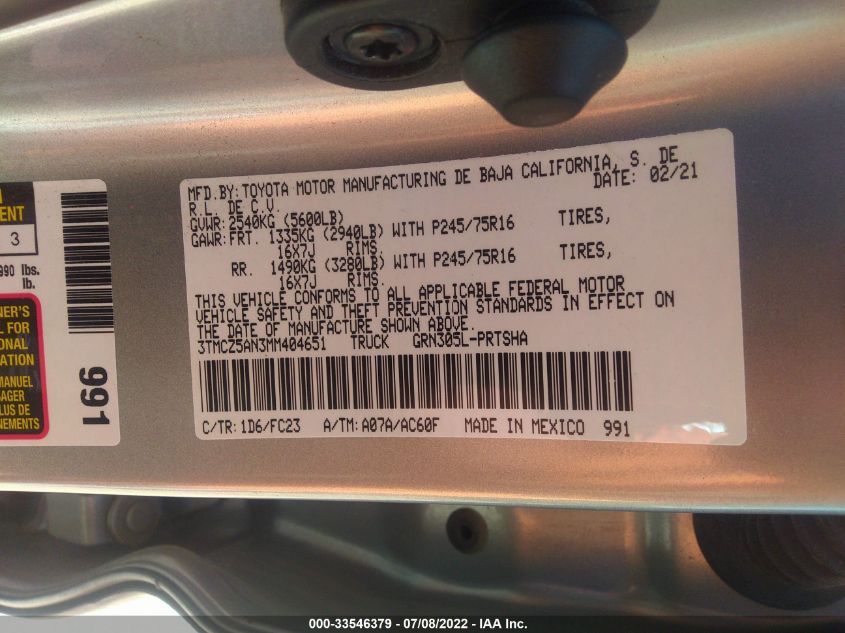 MFD.BY:TOYOTA MOTOR MANUFACTURING DE BAJA CALIFORNIA, S. DE
R.L. DE C.V. DATE: 02/21
GVWR: 2540KG (5600LB)
GAWR:FRT. 1335KG (2940LB) WITH P245/75R16 TIRES,
16X7J RIMS.
RR. 1490KG (3280LB) WITH P245/75R16 TIRES,
16X7J RIMS.
THIS VEHICLE CONFORMS TO ALL APPLICABLE FEDERAL MOTOR
VEHICLE SAFETY AND THEFT PREVENTION STANDARDS IN EFFECT ON
THE DATE OF MANUFACTURE SHOWN ABOVE.
3TMCZ5AN3MM404651 TRUCK GRN305L-PRTSHA
C/TR: 1D6/FC23 A/TM: A07A/AC60F MADE IN MEXICO 991
3
990 lbs.
lb.
MANUEL
PLUS DE
991
000-33546379 - 07/08/2022 - IAA Inc.